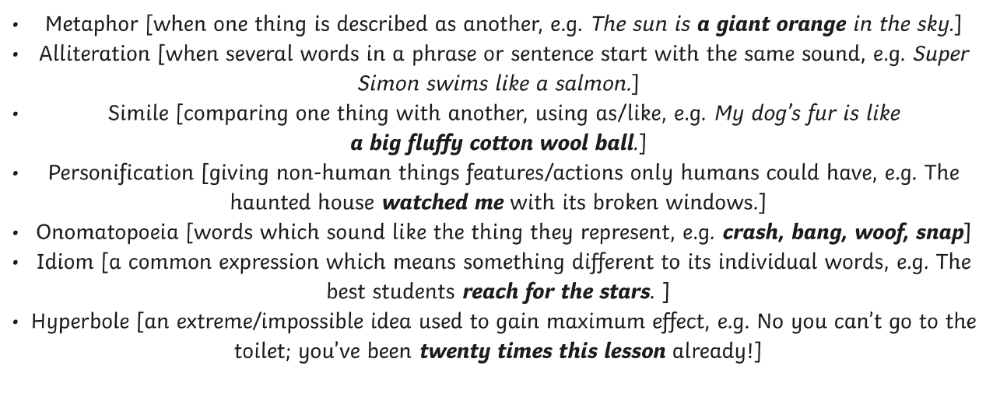 • Metaphor [when one thing is described as another, e.g. The sun is a giant orange in the sky.]
• Alliteration [when several words in a phrase or sentence start with the same sound, e.g. Super
Simon swims like a salmon.]
• Simile [comparing one thing with another, using as/like, e.g. My dog’s fur is like
a big fluffy cotton wool ball.]
• Personification [giving non-human things features/actions only humans could have, e.g. The
haunted house watched me with its broken windows.]
• Onomatopoeia [words which sound like the thing they represent, e.g. crash, bang, woof, snap]
• Idiom [a common expression which means something different to its individual words, e.g. The
best students reach for the stars. ]
• Hyperbole [an extreme/impossible idea used to gain maximum effect, e.g. No you can’t go to the
toilet; you’ve been twenty times this lesson already!]